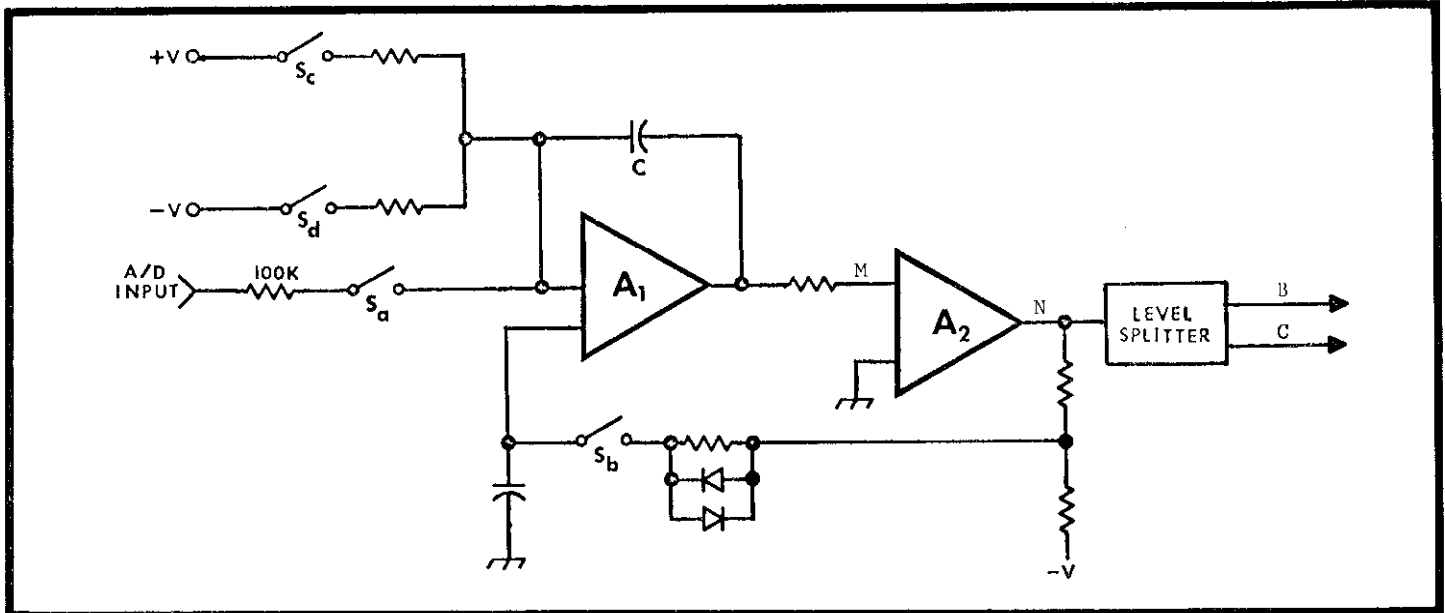 +V
Sc
−V
Sd
A/D
INPUT
100K
Sa
C
A1
M
A2
N
LEVEL
SPLITTER
B
C
Sb
−V